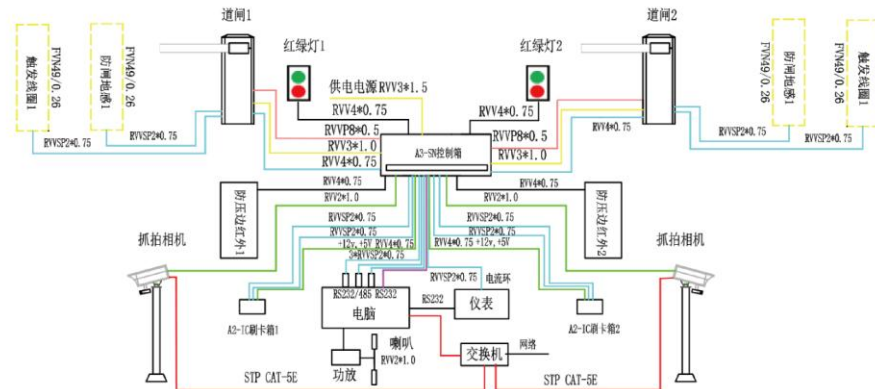 道闸1
道闸2
红绿灯1
红绿灯2
触发线圈1
FVN49/0.26
防闸地感1
FVN49/0.26
FVN49/0.26
防闸地感1
FVN49/0.26
触发线圈1
供电电源RVV3*1.5
RVV4*0.75
RVV4*0.75
RVVP8*0.5
RVVP8*0.5
RVV3*1.0
RVV3*1.0
RVV4*0.75
RVV4*0.75
RVVSP2*0.75
RVVSP2*0.75
RVVSP2*0.75
RVVSP2*0.75
A3-SN控制箱
RVV4*0.75
RVV4*0.75
RVV2*1.0
RVV2*1.0
防压边红外1
防压边红外2
RVVSP2*0.75
RVVSP2*0.75
RVVSP2*0.75
RVVSP2*0.75
+12v,+5V RVV4*0.75
RVV4*0.75 +12v,+5V
抓拍相机
抓拍相机
3*RVVSP2*0.75
RVVSP2*0.75
电流环
RS232/485 RS232
RS232
电脑
仪表
A2-IC刷卡箱1
A2-IC刷卡箱2
喇叭
RVV2*1.0
功放
交换机
网络
STP CAT-5E
STP CAT-5E